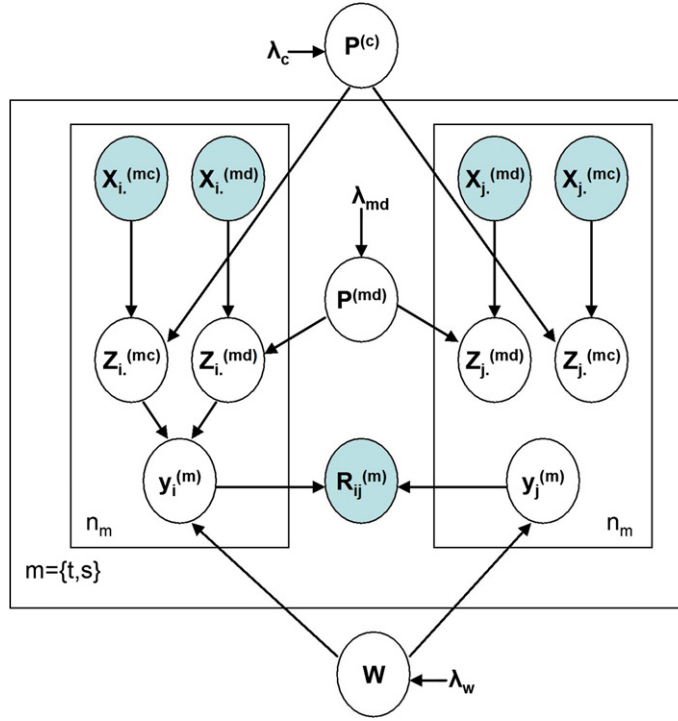 λc P(c)
Xi.(mc) Xi.(md) Xj.(md) Xj.(mc)
λmd
P(md)
Zi.(mc) Zi.(md) Zj.(md) Zj.(mc)
yi(m) Rij(m) yj(m)
nm nm
m={t,s}
W λw